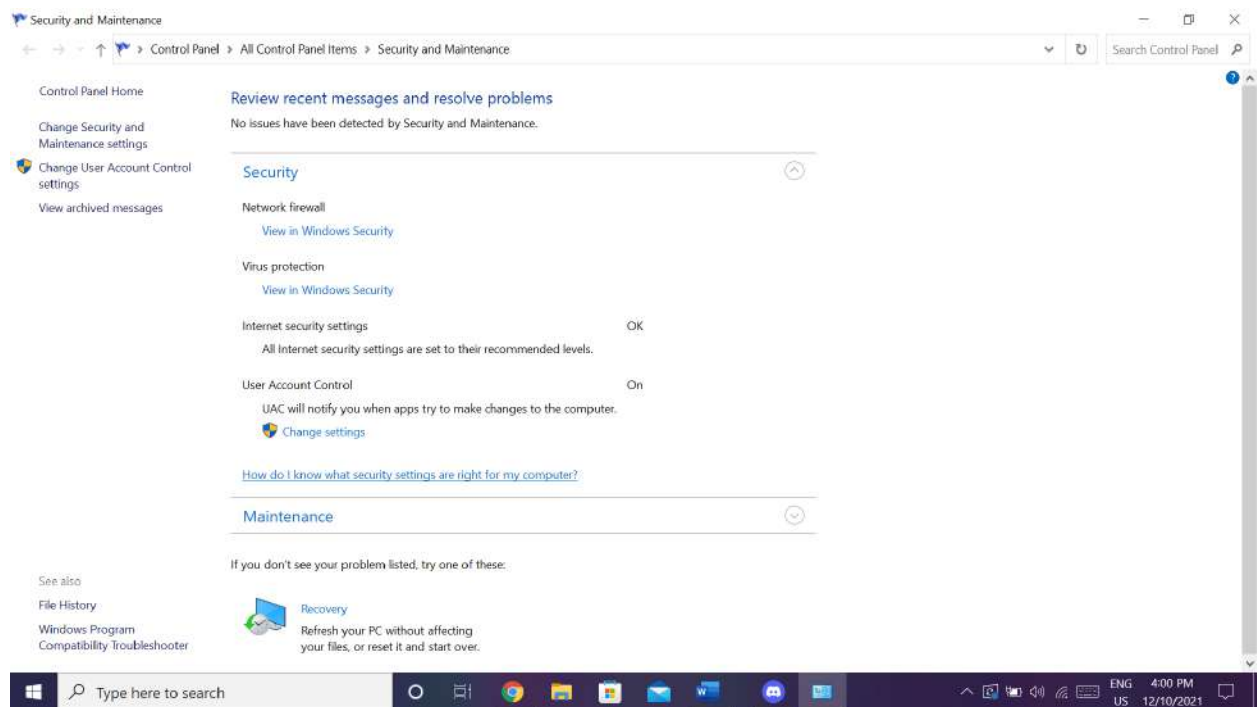 Security and Maintenance
Control Panel > All Control Panel Items > Security and Maintenance
Search Control Panel
Control Panel Home
Change Security and
Maintenance settings
Change User Account Control
settings
View archived messages
Review recent messages and resolve problems
No issues have been detected by Security and Maintenance.
Security
Network firewall
View in Windows Security
Virus protection
View in Windows Security
Internet security settings OK
All Internet security settings are set to their recommended levels.
User Account Control On
UAC will notify you when apps try to make changes to the computer.
Change settings
How do I know what security settings are right for my computer?
Maintenance
If you don't see your problem listed, try one of these:
Recovery
Refresh your PC without affecting
your files, or reset it and start over.
See also
File History
Windows Program
Compatibility Troubleshooter
Type here to search
ENG 4:00 PM
US 12/10/2021